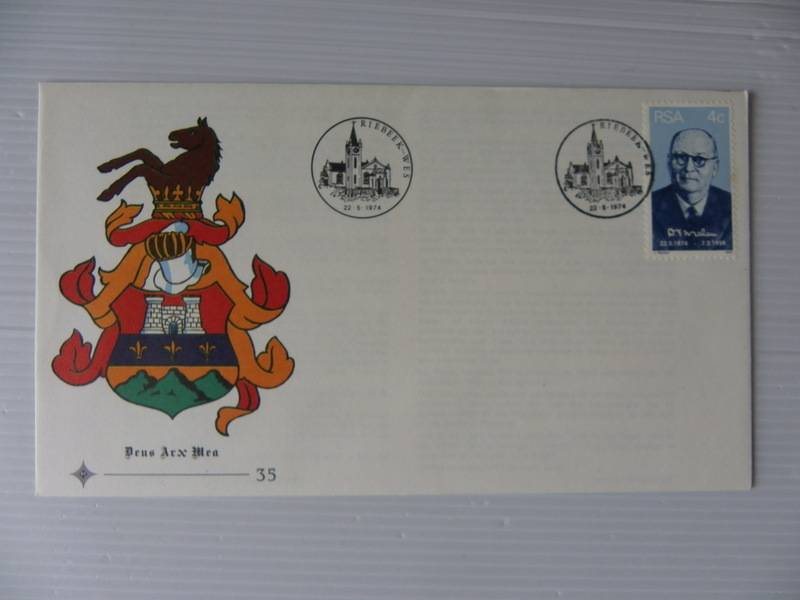 RIEBEEK-WES
22·5·1974
RIEBEEK-WES
22·5·1974
RSA 4c
D F Malan
22.5.1874 - 7.2.1959
Deus Arx Mea
35